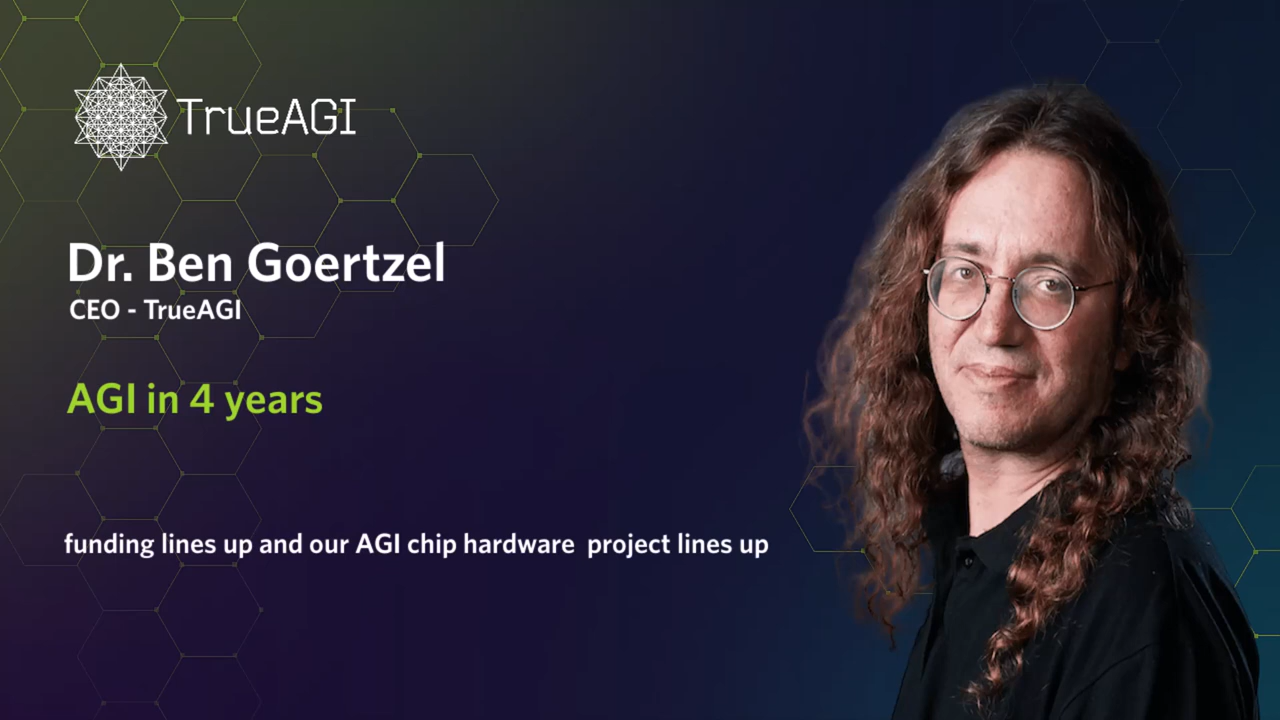 TrueAGI
Dr. Ben Goertzel
CEO - TrueAGI
AGI in 4 years
funding lines up and our AGI chip hardware project lines up